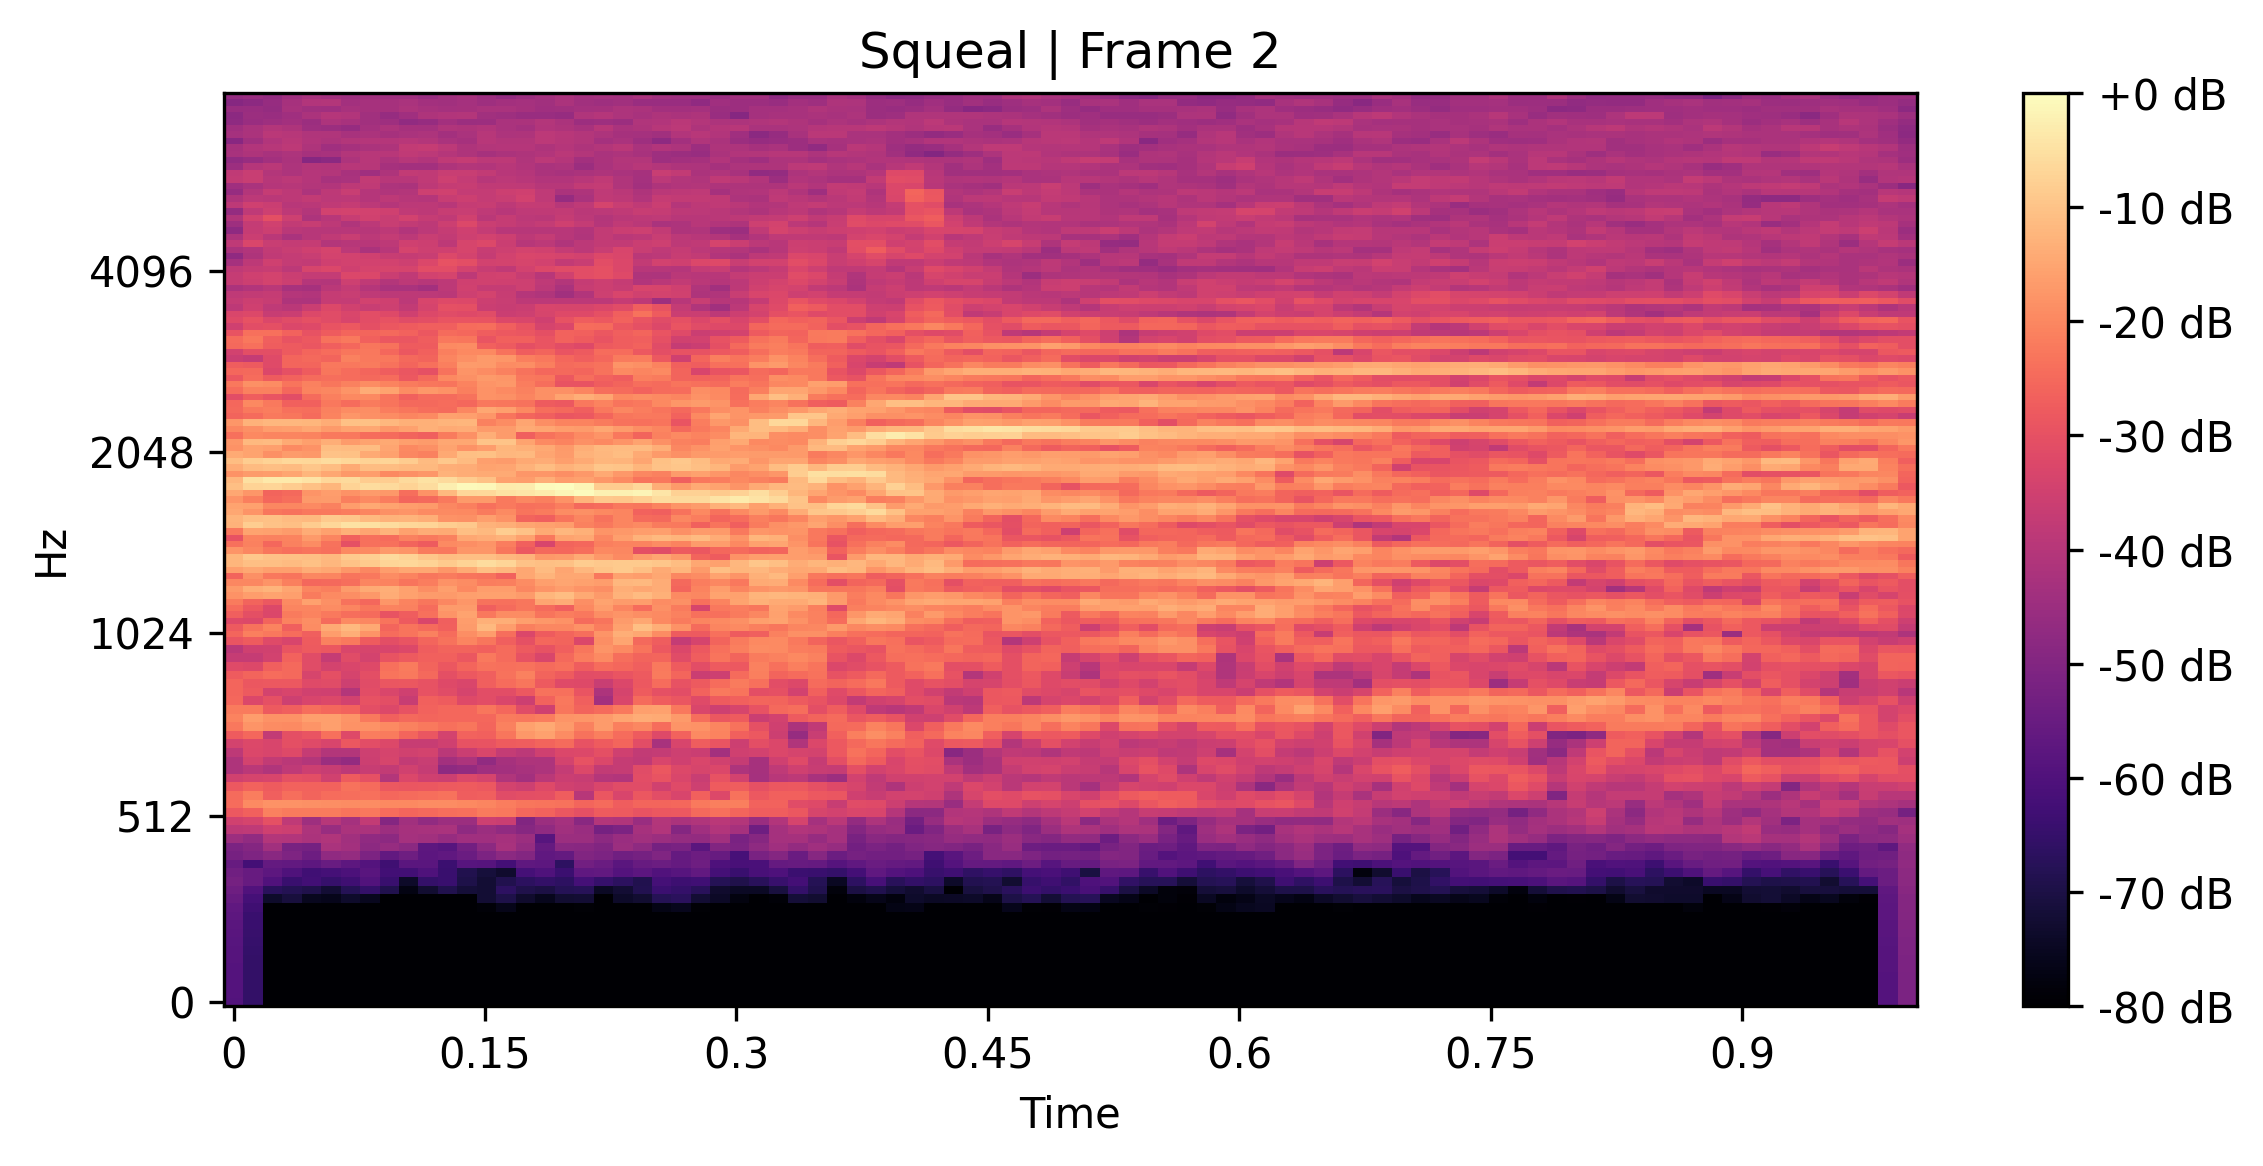 Squeal | Frame 2
+0 dB
-10 dB
-20 dB
-30 dB
-40 dB
-50 dB
-60 dB
-70 dB
-80 dB
Hz
4096
2048
1024
512
0
0 0.15 0.3 0.45 0.6 0.75 0.9
Time